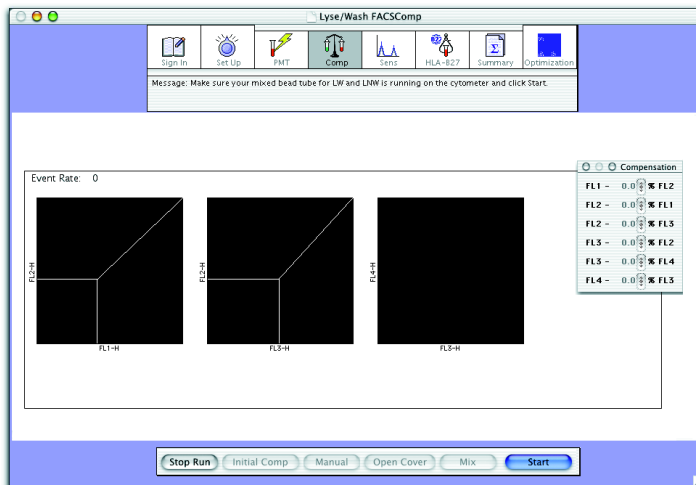 Lyse/Wash FACSComp
Sign In
Set Up
PMT
Comp
Sens
B27
HLA-B27
Σ
Summary
Optimization
Message: Make sure your mixed bead tube for LW and LNW is running on the cytometer and click Start.
Compensation
FL1 - 0.0 % FL2
FL2 - 0.0 % FL1
FL2 - 0.0 % FL3
FL3 - 0.0 % FL2
FL3 - 0.0 % FL4
FL4 - 0.0 % FL3
Event Rate: 0
FL2-H
FL1-H
FL2-H
FL3-H
FL4-H
FL3-H
Stop Run
Initial Comp
Manual
Open Cover
Mix
Start